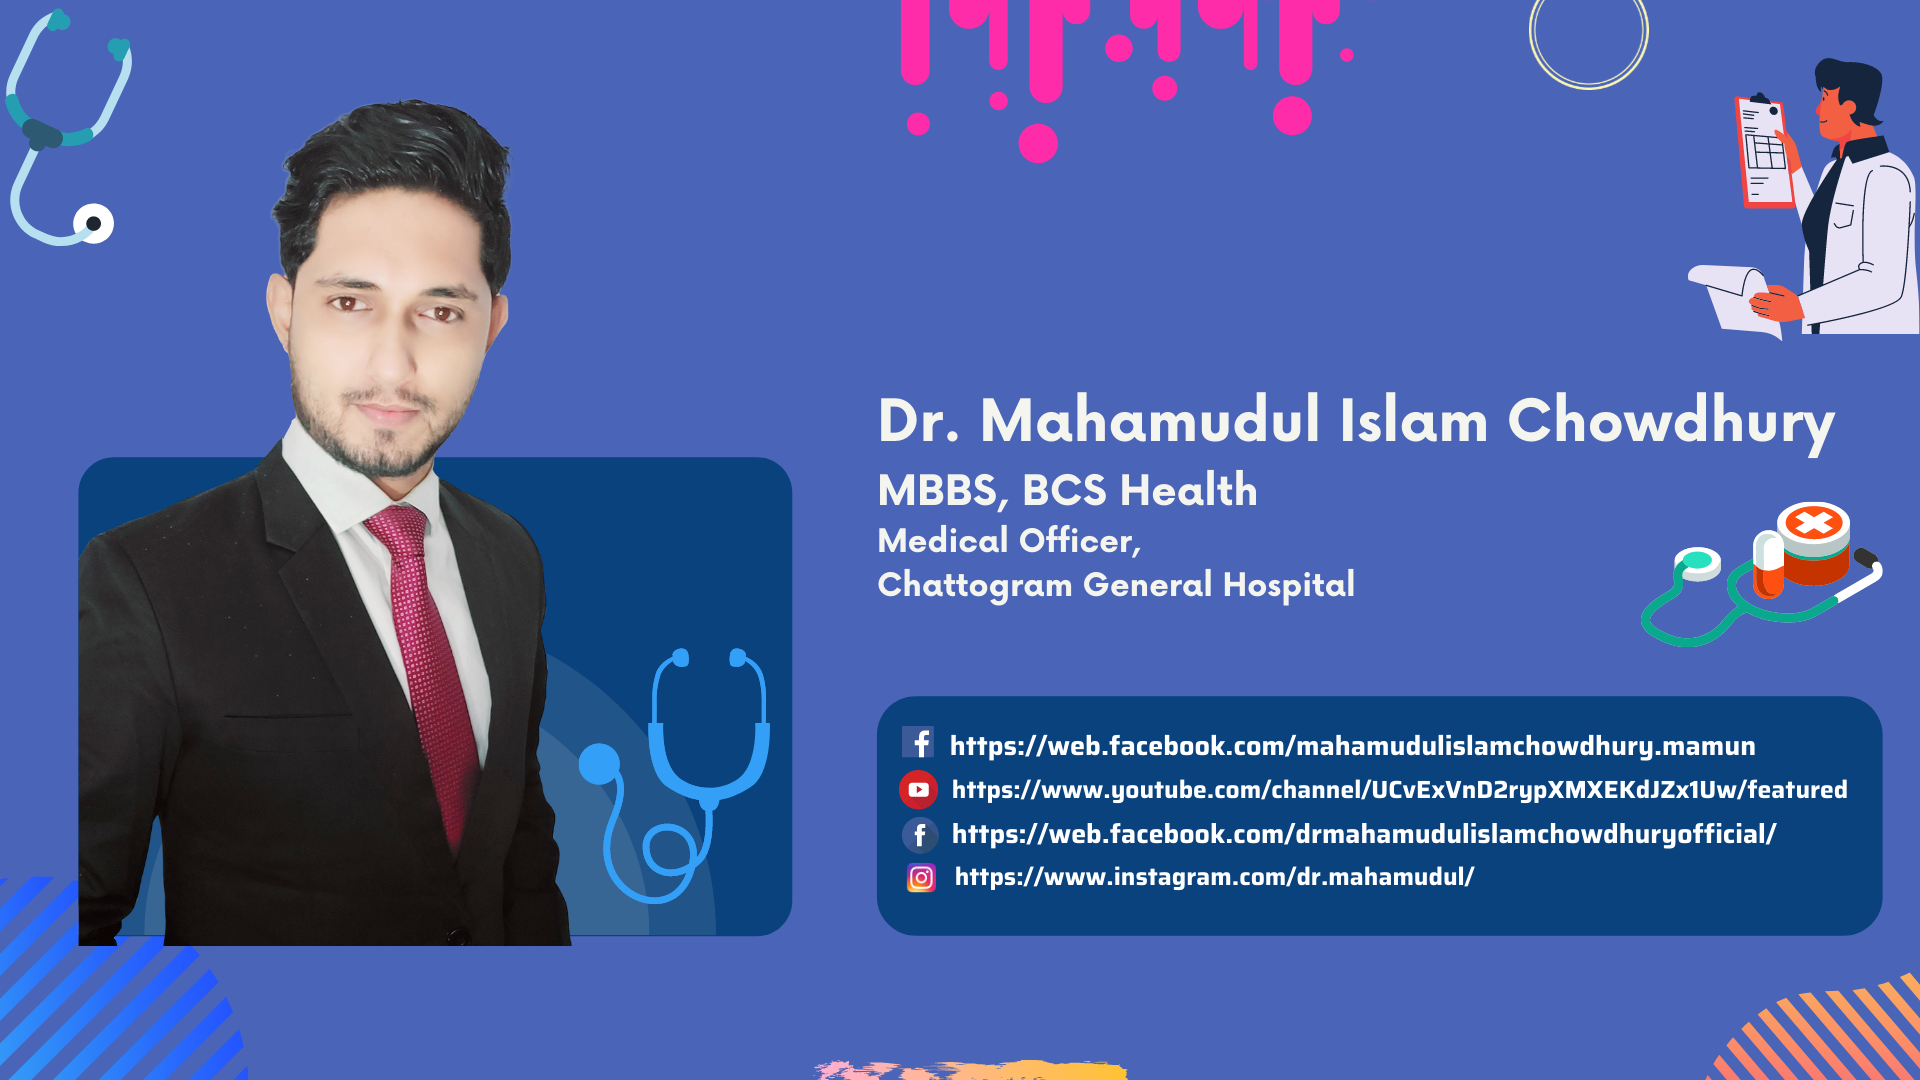 Dr. Mahamudul Islam Chowdhury
MBBS, BCS Health
Medical Officer,
Chattogram General Hospital
https://web.facebook.com/mahamudulislamchowdhury.mamun
https://www.youtube.com/channel/UCvExVnD2rypXMXEKdJZx1Uw/featured
https://web.facebook.com/drmahamudulislamchowdhuryofficial/
https://www.instagram.com/dr.mahamudul/